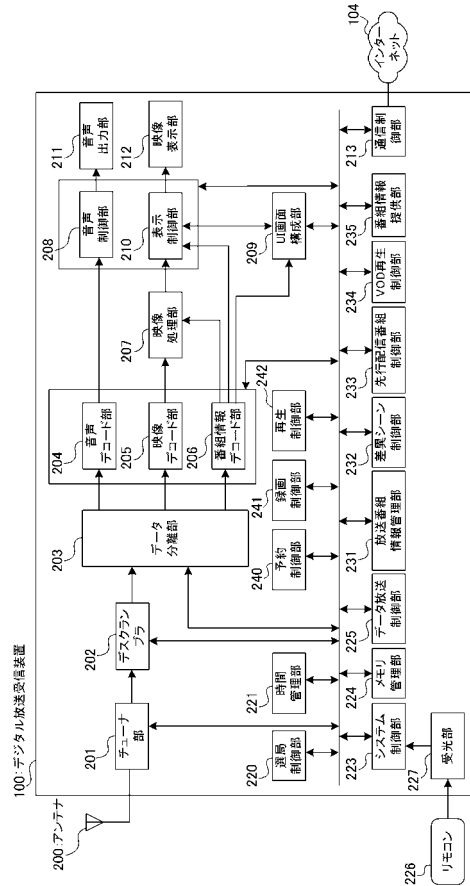 100:デジタル放送受信装置
200:アンテナ
201
チューナ
部
202
デスクラン
ブラ
203
データ
分離部
204
音声
デコード部
205
映像
デコード部
206
番組情報
デコード部
207
映像
処理部
208
音声
制御部
210
表示
制御部
211
音声
出力部
212
映像
表示部
209
UI画面
構成部
220
選局
制御部
221
時間
管理部
240
予約
制御部
241
録画
制御部
242
再生
制御部
223
システム
制御部
224
メモリ
管理部
225
データ放送
制御部
231
放送番組
情報管理部
232
差異シーン
制御部
233
先行配信番組
制御部
234
VOD再生
制御部
235
番組情報
提供部
213
通信制
御部
104
インター
ネット
226
リモコン
227
受光部